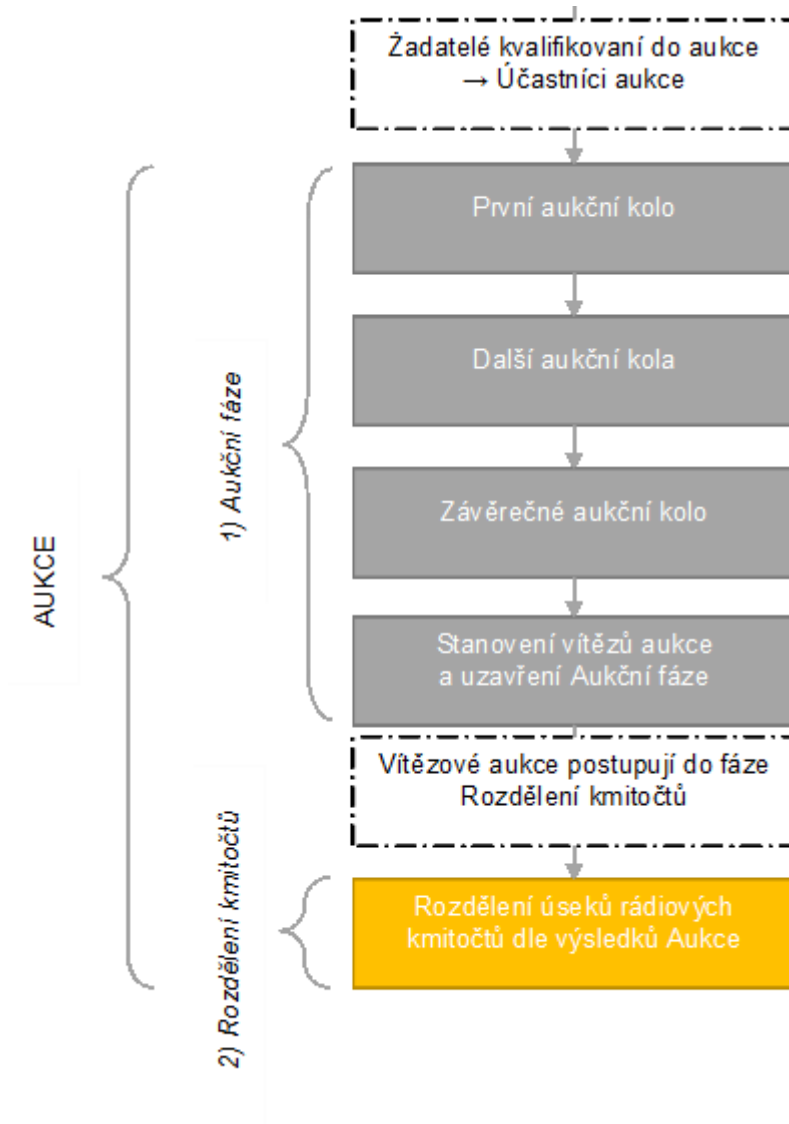 Žadatelé kvalifikovaní do aukce
→ Účastníci aukce
První aukční kolo
Další aukční kola
1) Aukční fáze
Závěrečné aukční kolo
AUKCE
Stanovení vítězů aukce
a uzavření Aukční fáze
Vítězové aukce postupují do fáze
Rozdělení kmitočtů
2) Rozdělení kmitočtů
Rozdělení úseků rádiových
kmitočtů dle výsledků Aukce